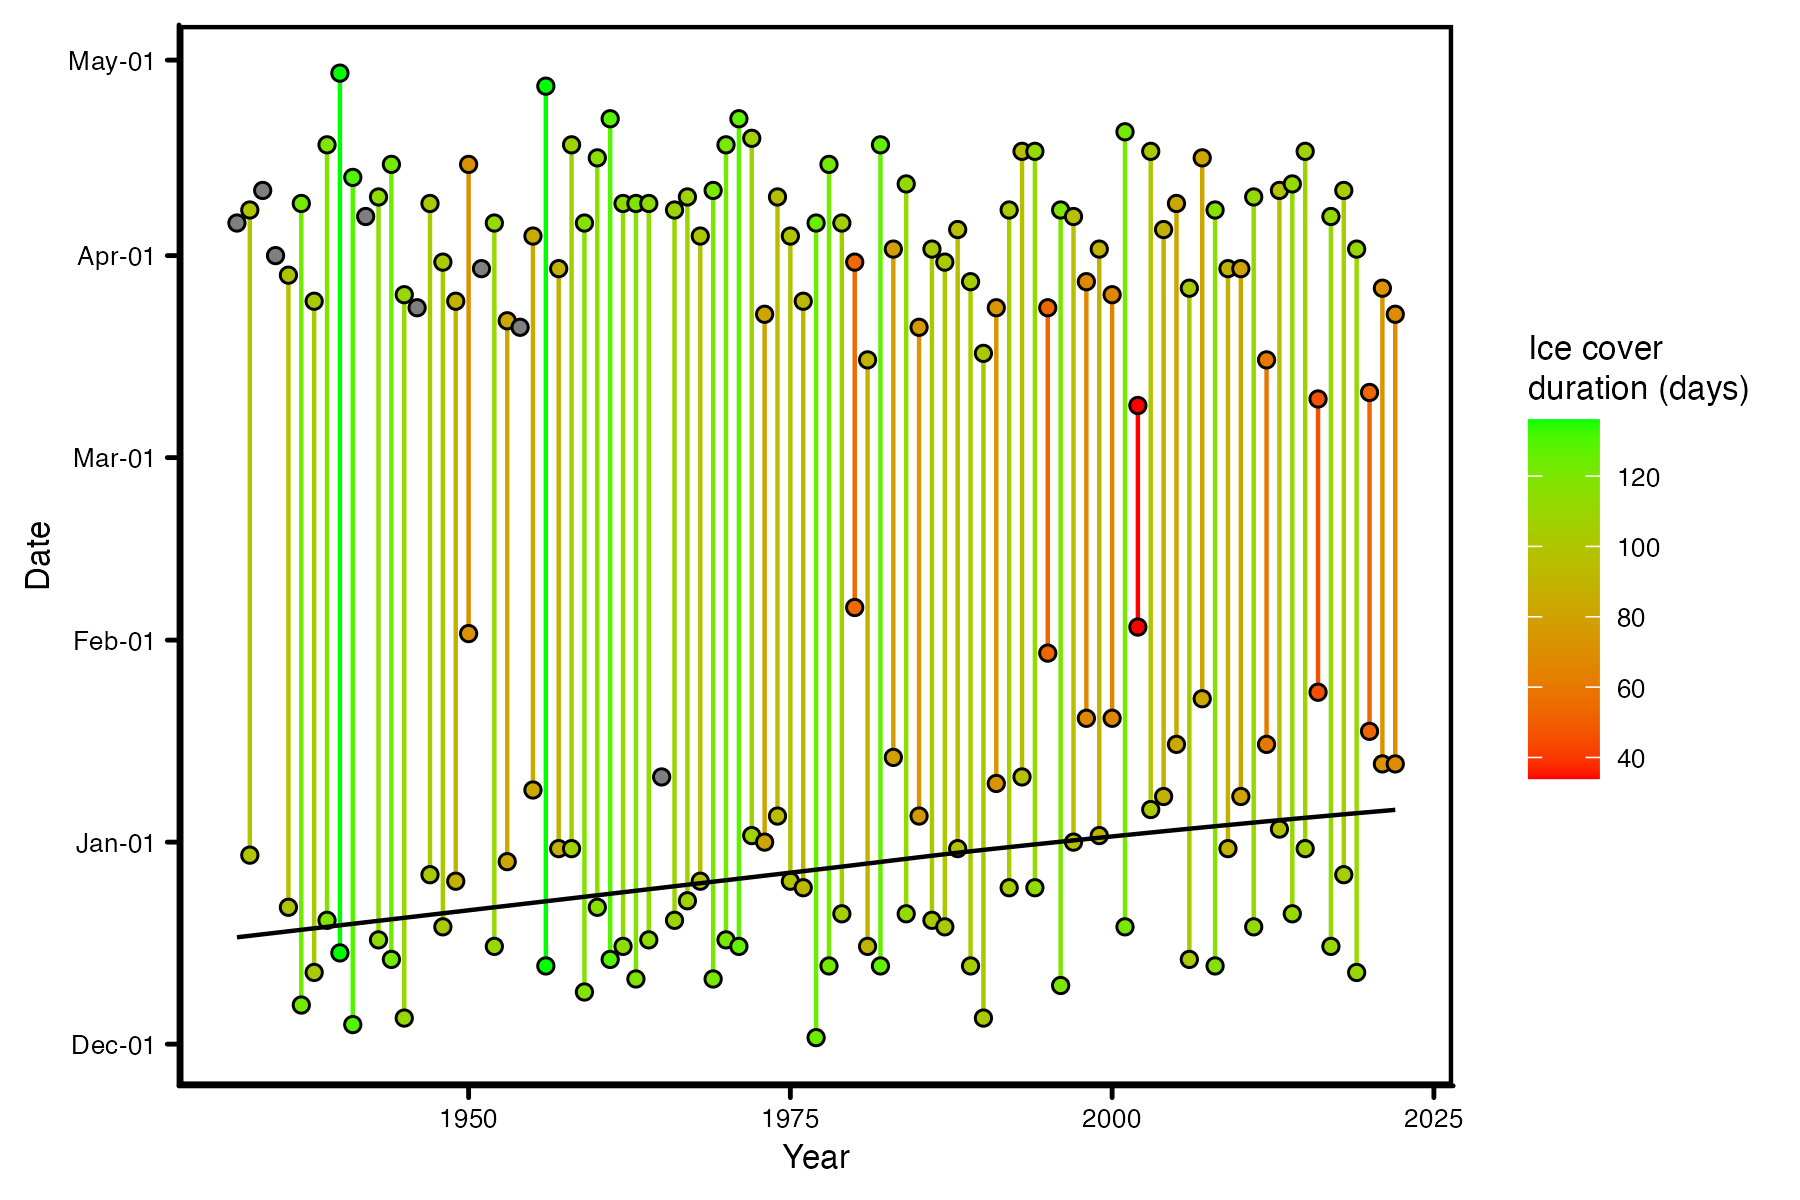 May-01
Apr-01
Mar-01
Feb-01
Jan-01
Dec-01
Date
1950
1975
2000
2025
Year
Ice cover
duration (days)
120
100
80
60
40